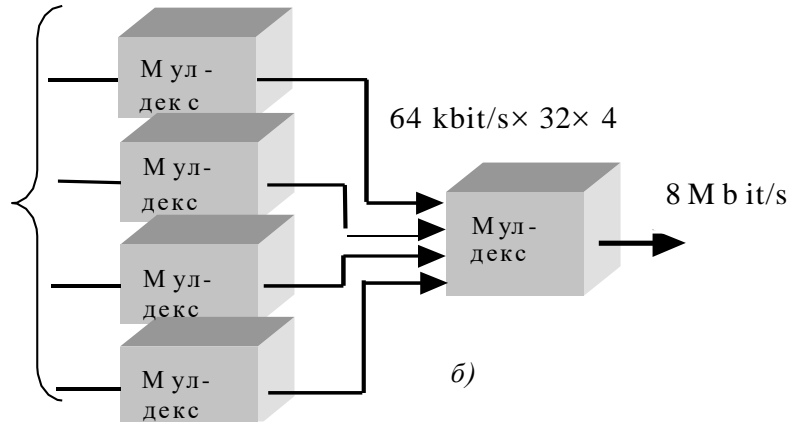 Мул-
декс
64 kbit/s× 32× 4
Мул-
декс
8 Mbit/s
Мул-
декс
Мул-
декс
Мул-
декс
б)